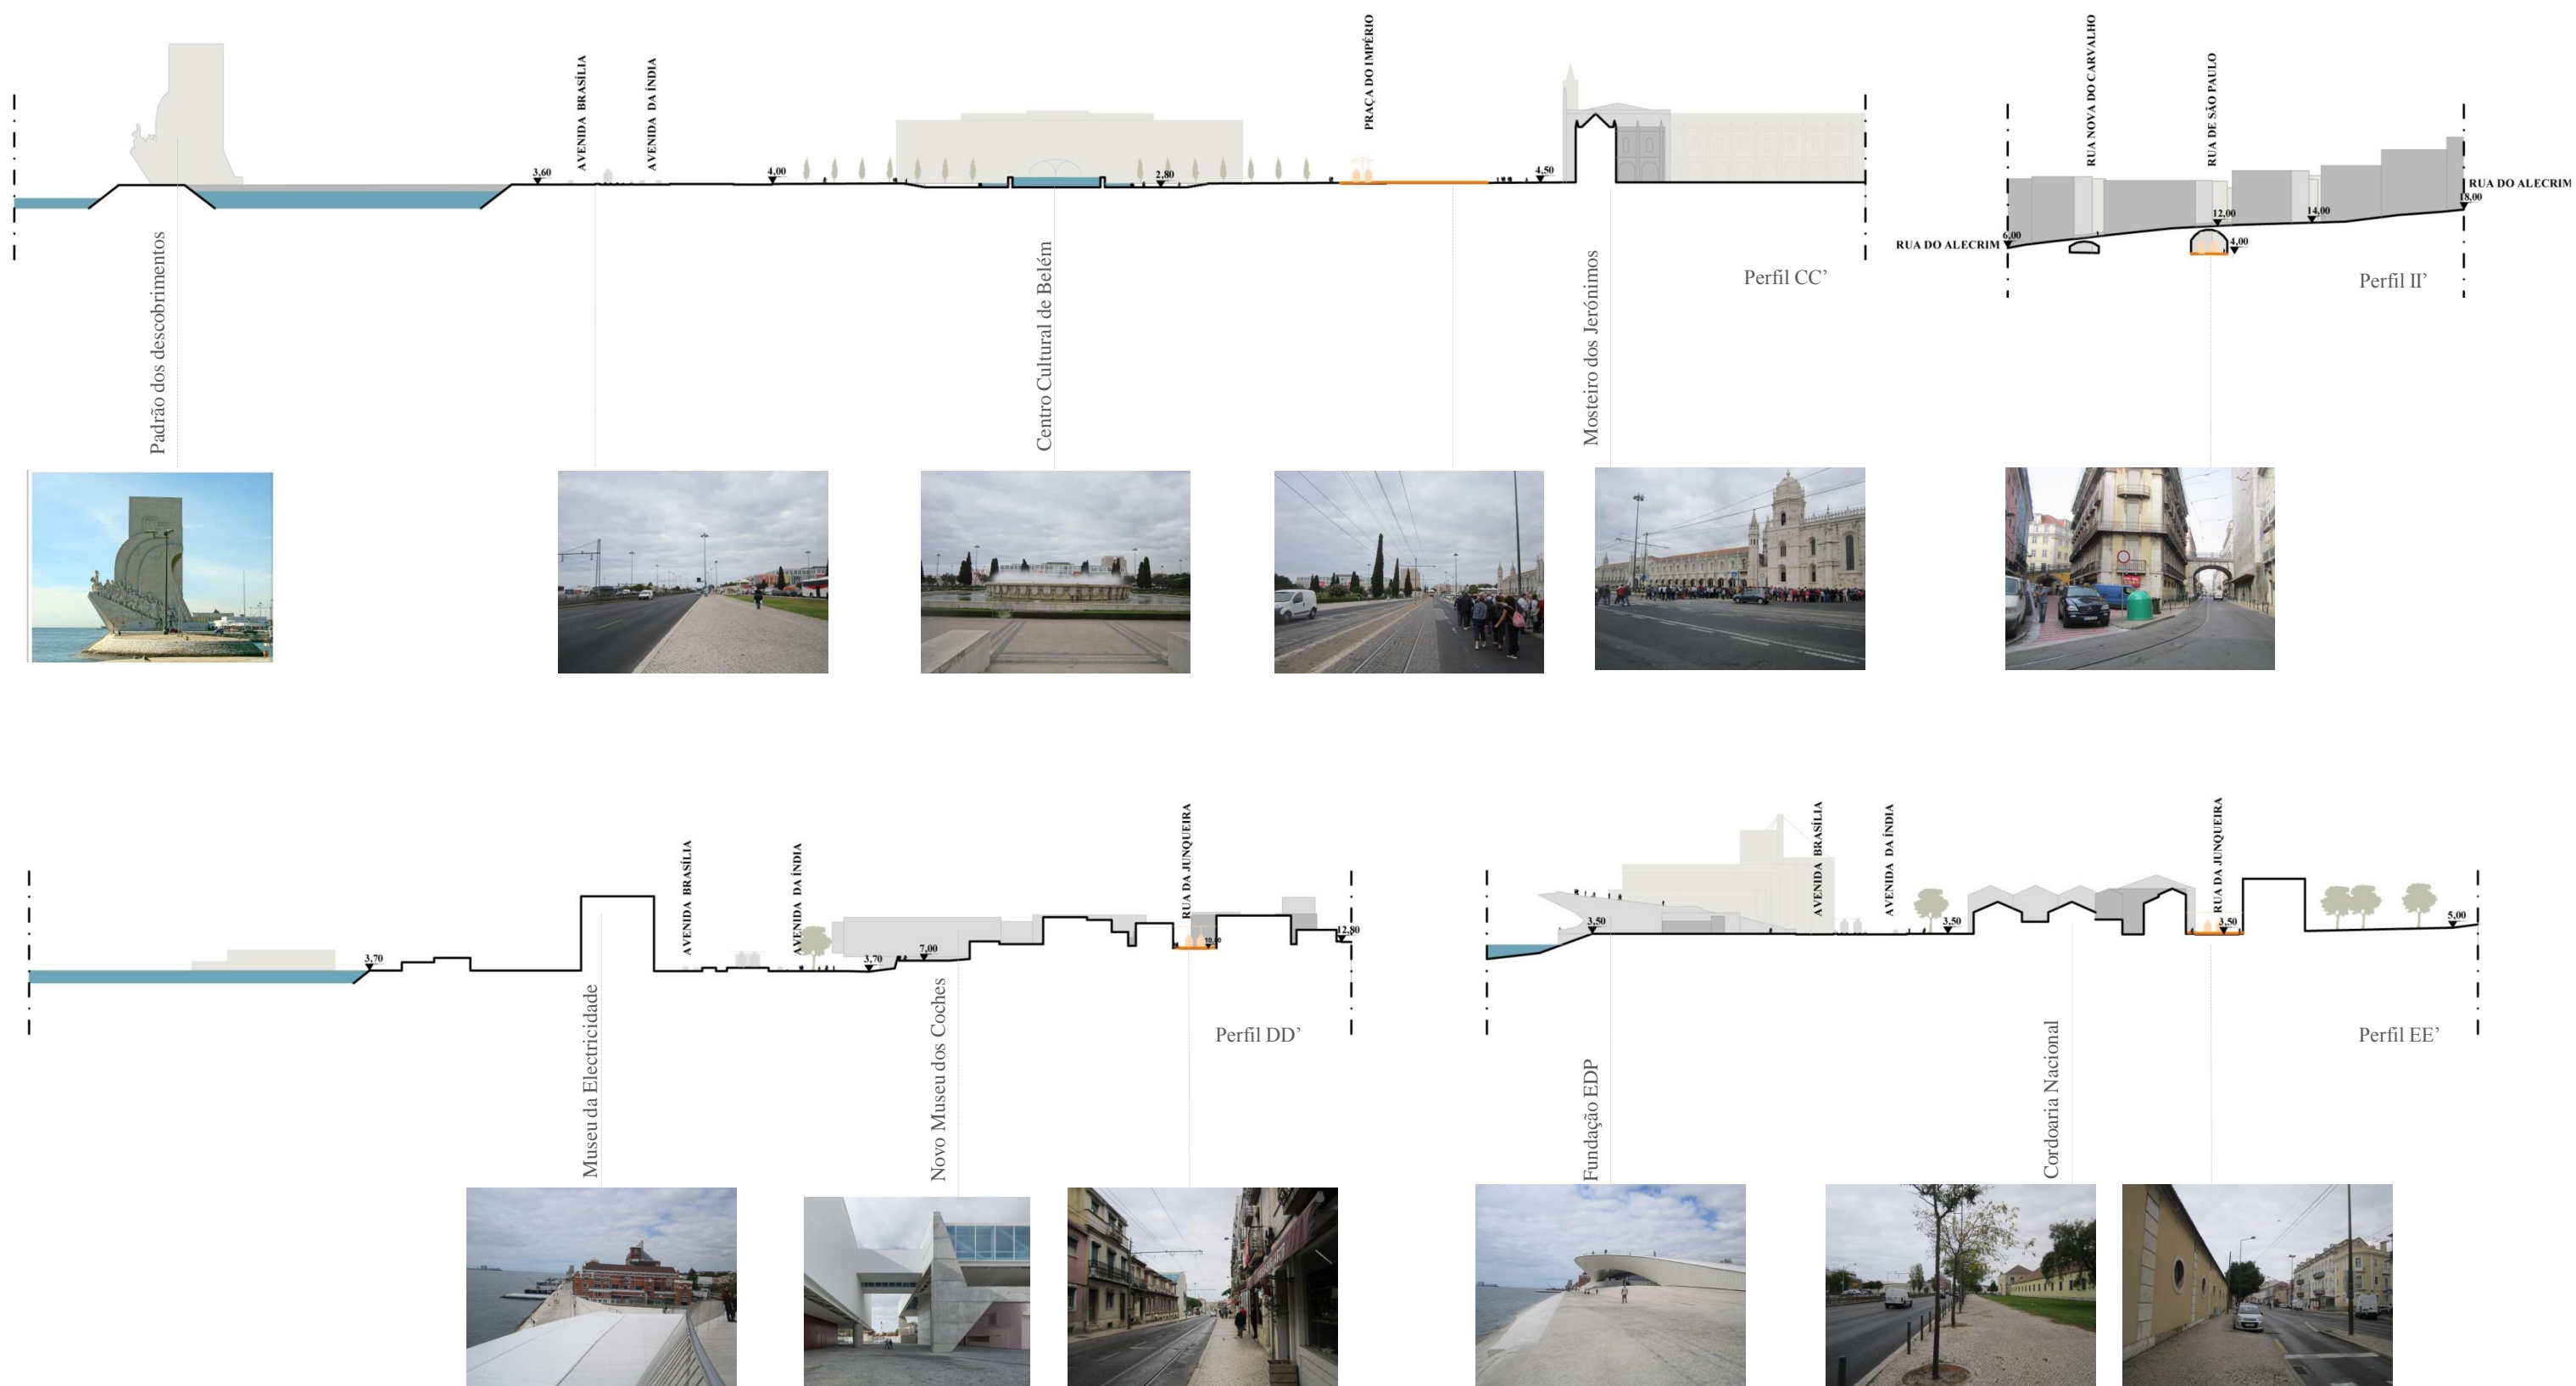 AVENIDA BRASÍLIA
AVENIDA DA ÍNDIA
PRAÇA DO IMPÉRIO
3,60
4,00
2,80
4,50
Padrão dos descobrimentos
Centro Cultural de Belém
Mosteiro dos Jerónimos
Perfil CC’
RUA NOVA DO CARVALHO
RUA DE SÃO PAULO
RUA DO ALECRIM
18,00
14,00
12,00
4,00
6,00
RUA DO ALECRIM
Perfil II’
AVENIDA BRASÍLIA
AVENIDA DA ÍNDIA
RUA DA JUNQUEIRA
3,70
3,70
7,00
12,80
Museu da Electricidade
Novo Museu dos Coches
Perfil DD’
AVENIDA BRASÍLIA
AVENIDA DA ÍNDIA
RUA DA JUNQUEIRA
3,50
3,50
3,50
5,00
Fundação EDP
Cordoaria Nacional
Perfil EE’